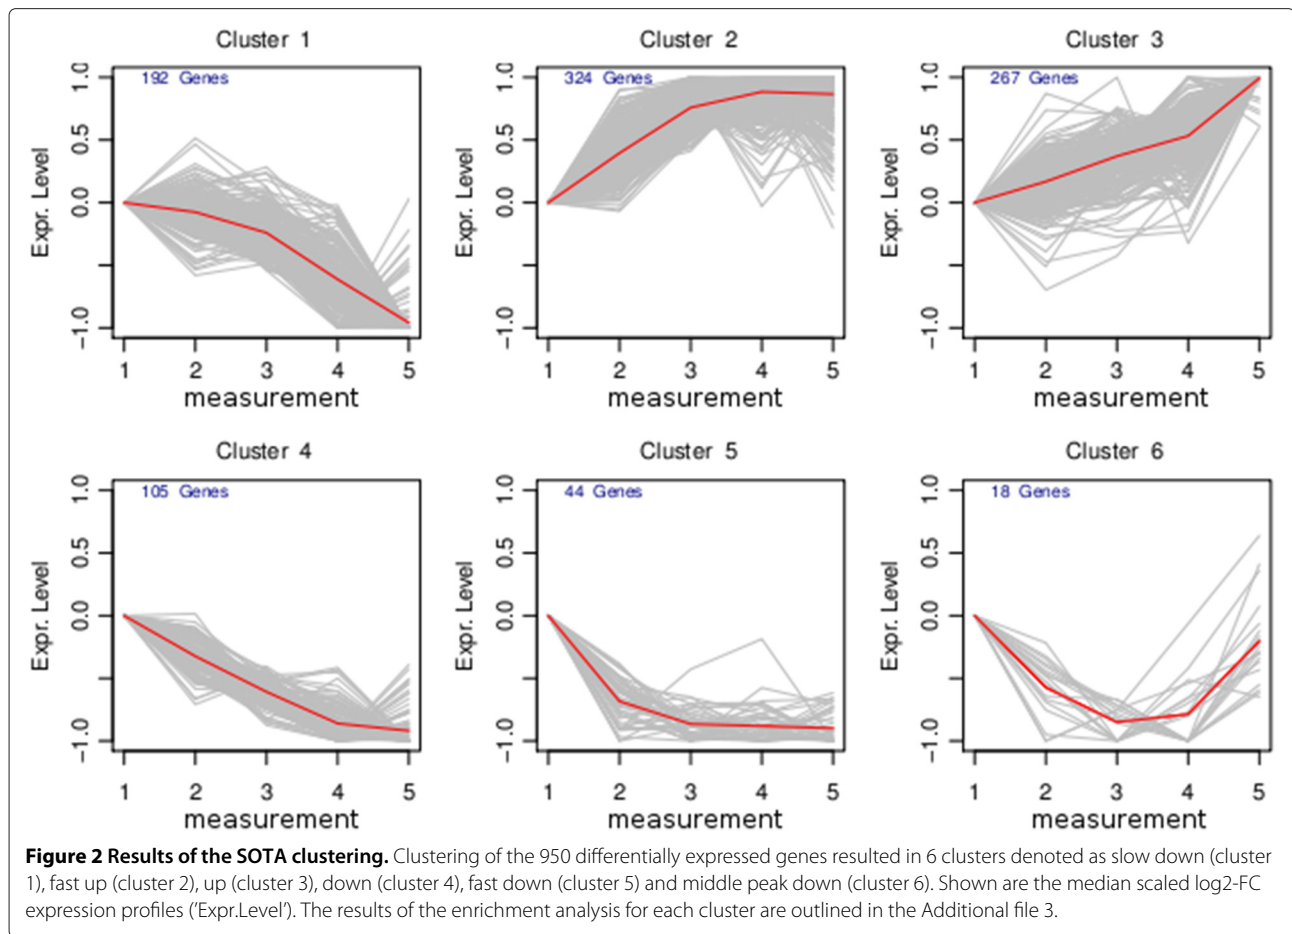 Cluster 1
192 Genes
Expr. Level
1.0
0.5
0.0
−1.0
1 2 3 4 5
measurement
Cluster 2
324 Genes
Expr. Level
1.0
0.5
0.0
−1.0
1 2 3 4 5
measurement
Cluster 3
267 Genes
Expr. Level
1.0
0.5
0.0
−1.0
1 2 3 4 5
measurement
Cluster 4
105 Genes
Expr. Level
1.0
0.5
0.0
−1.0
1 2 3 4 5
measurement
Cluster 5
44 Genes
Expr. Level
1.0
0.5
0.0
−1.0
1 2 3 4 5
measurement
Cluster 6
18 Genes
Expr. Level
1.0
0.5
0.0
−1.0
1 2 3 4 5
measurement
Figure 2 Results of the SOTA clustering. Clustering of the 950 differentially expressed genes resulted in 6 clusters denoted as slow down (cluster
1), fast up (cluster 2), up (cluster 3), down (cluster 4), fast down (cluster 5) and middle peak down (cluster 6). Shown are the median scaled log2-FC
expression profiles ('Expr.Level'). The results of the enrichment analysis for each cluster are outlined in the Additional file 3.